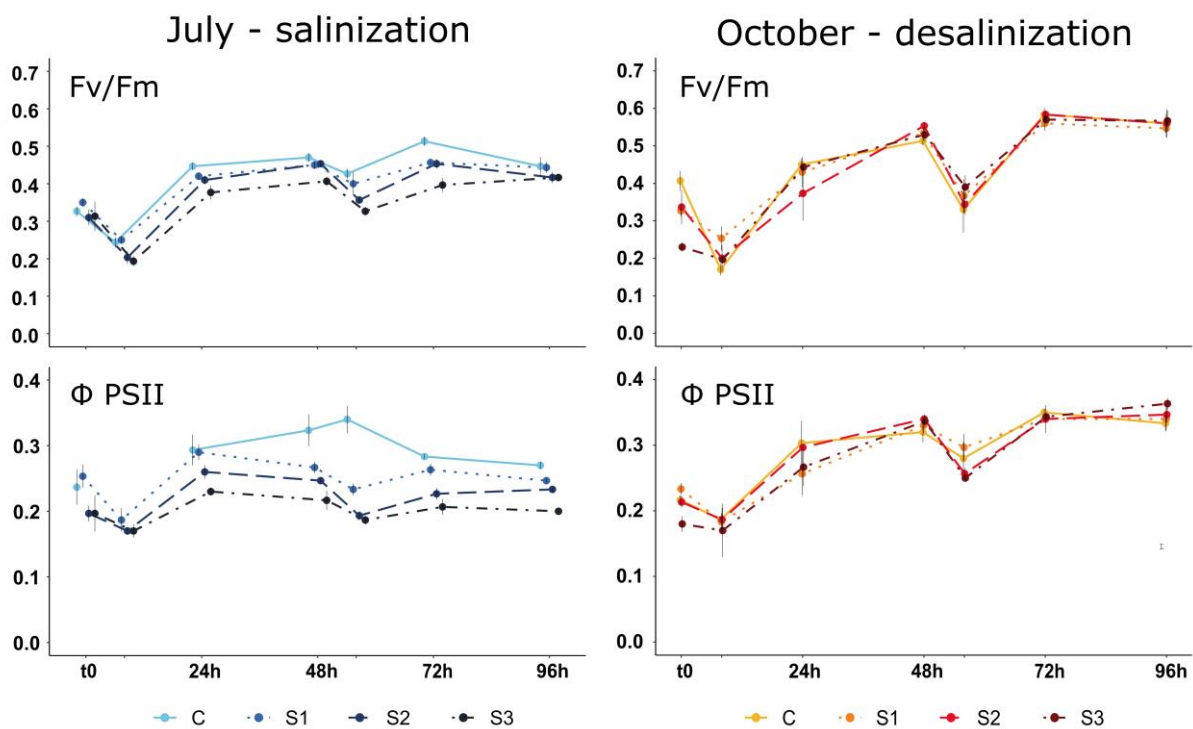 July - salinization
October - desalinization
Fv/Fm
0.7
0.6
0.5
0.4
0.3
0.2
0.1
0.0
Fv/Fm
0.7
0.6
0.5
0.4
0.3
0.2
0.1
0.0
Φ PSII
0.4
0.3
0.2
0.1
0.0
t0 24h 48h 72h 96h
Φ PSII
0.4
0.3
0.2
0.1
0.0
t0 24h 48h 72h 96h
C S1 S2 S3
C S1 S2 S3